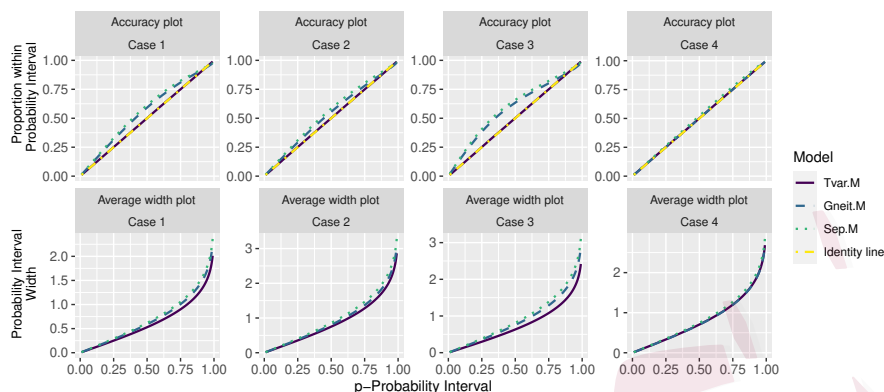 Accuracy plot
Case 1
Accuracy plot
Case 2
Accuracy plot
Case 3
Accuracy plot
Case 4
Proportion within
Probability Interval
1.00
0.75
0.50
0.25
0.00
1.00
0.75
0.50
0.25
0.00
1.00
0.75
0.50
0.25
0.00
1.00
0.75
0.50
0.25
0.00
Average width plot
Case 1
Average width plot
Case 2
Average width plot
Case 3
Average width plot
Case 4
Probability Interval
Width
2.0
1.5
1.0
0.5
0.0
3
2
1
0
3
2
1
0
2
1
0
0.00 0.25 0.50 0.75 1.00
0.00 0.25 0.50 0.75 1.00
0.00 0.25 0.50 0.75 1.00
0.00 0.25 0.50 0.75 1.00
p−Probability Interval
Model
Tvar.M
Gneit.M
Sep.M
Identity line